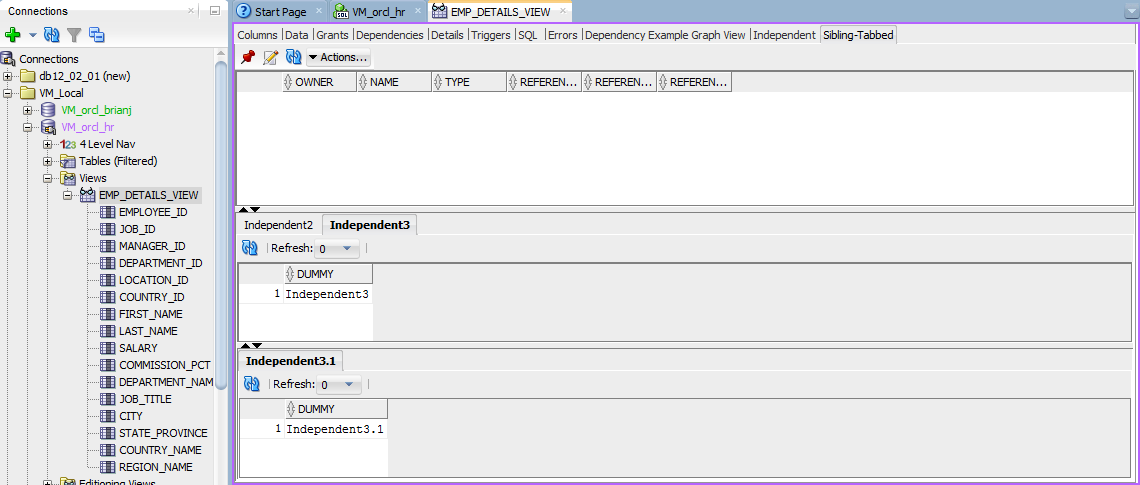 Connections
Connections
db12_02_01 (new)
VM_Local
VM_orcl_brianj
VM_orcl_hr
123 4 Level Nav
Tables (Filtered)
Views
EMP_DETAILS_VIEW
EMPLOYEE_ID
JOB_ID
MANAGER_ID
DEPARTMENT_ID
LOCATION_ID
COUNTRY_ID
FIRST_NAME
LAST_NAME
SALARY
COMMISSION_PCT
DEPARTMENT_NAM
JOB_TITLE
CITY
STATE_PROVINCE
COUNTRY_NAME
REGION_NAME
Editioning Views
Start Page VM_orcl_hr EMP_DETAILS_VIEW
Columns Data Grants Dependencies Details Triggers SQL Errors Dependency Example Graph View Independent Sibling-Tabbed
Actions...
OWNER NAME TYPE REFEREN... REFEREN... REFEREN...
Independent2 Independent3
Refresh: 0
DUMMY
1 Independent3
Independent3.1
Refresh: 0
DUMMY
1 Independent3.1